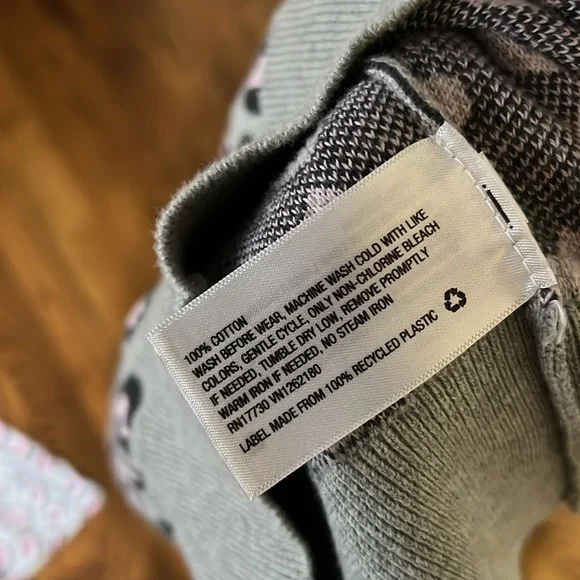 100% COTTON
WASH BEFORE WEAR, MACHINE WASH COLD WITH LIKE
COLORS, GENTLE CYCLE, ONLY NON-CHLORINE BLEACH
IF NEEDED, TUMBLE DRY LOW, REMOVE PROMPTLY
WARM IRON IF NEEDED, NO STEAM IRON
RN17730 VN1262180
LABEL MADE FROM 100% RECYCLED PLASTIC